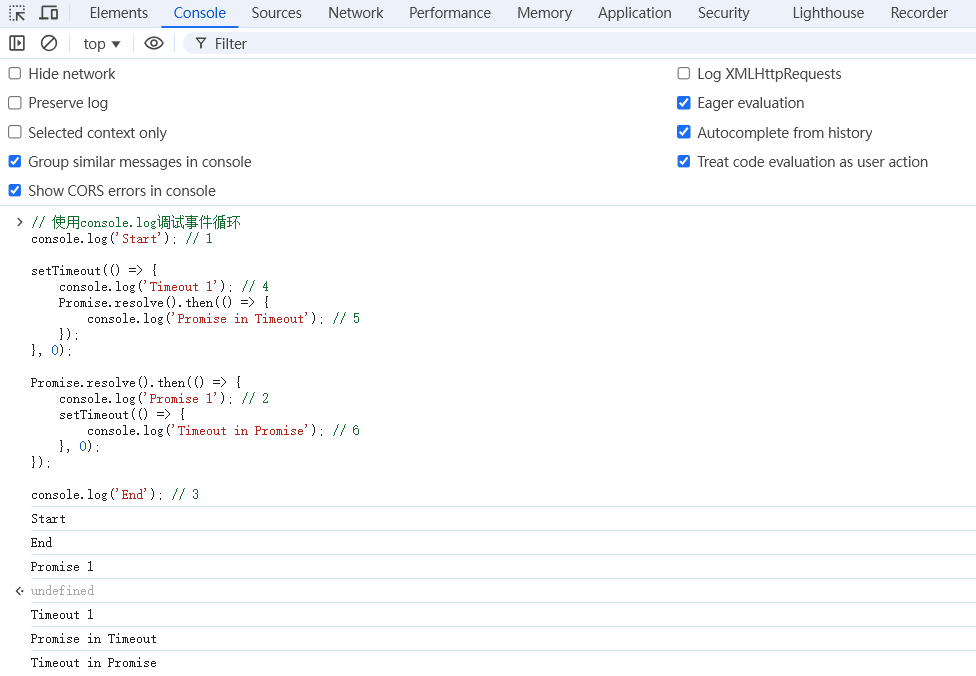 Elements Console Sources Network Performance Memory Application Security Lighthouse Recorder
top Filter
Hide network Log XMLHttpRequests
Preserve log Eager evaluation
Selected context only Autocomplete from history
Group similar messages in console Treat code evaluation as user action
Show CORS errors in console
// 使用console.log调试事件循环
console.log('Start'); // 1
setTimeout(() => {
    console.log('Timeout 1'); // 4
    Promise.resolve().then(() => {
        console.log('Promise in Timeout'); // 5
    });
}, 0);
Promise.resolve().then(() => {
    console.log('Promise 1'); // 2
    setTimeout(() => {
        console.log('Timeout in Promise'); // 6
    }, 0);
});
console.log('End'); // 3
Start
End
Promise 1
undefined
Timeout 1
Promise in Timeout
Timeout in Promise